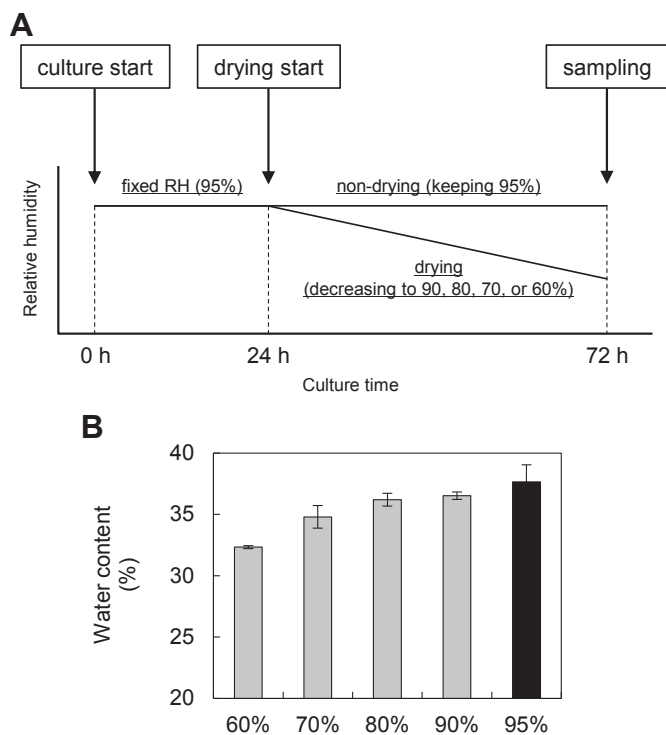 A
culture start
drying start
sampling
Relative humidity
fixed RH (95%)
non-drying (keeping 95%)
drying
(decreasing to 90, 80, 70, or 60%)
0 h
24 h
72 h
Culture time
B
Water content
(%)
40
35
30
25
20
60%
70%
80%
90%
95%